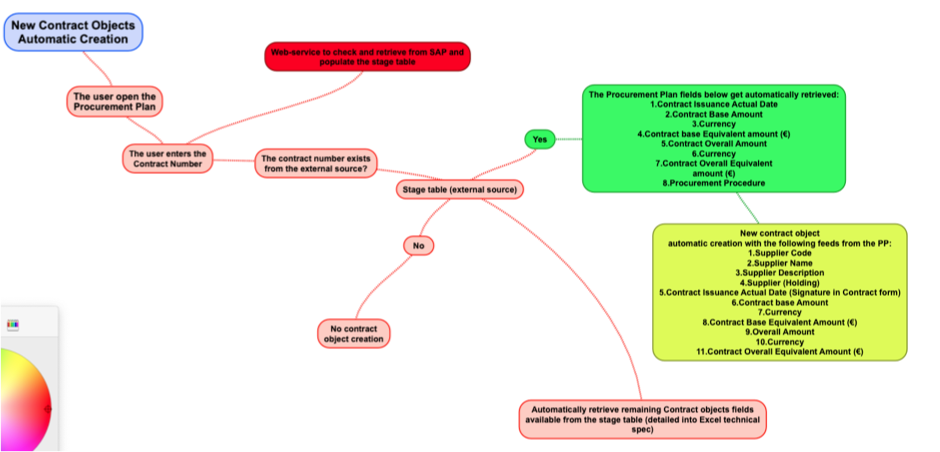 New Contract Objects
Automatic Creation
Web-service to check and retrieve from SAP and
populate the stage table
The user open the
Procurement Plan
The user enters the
Contract Number
The contract number exists
from the external source?
Stage table (external source)
Yes
The Procurement Plan fields below get automatically retrieved:
1.Contract Issuance Actual Date
2.Contract Base Amount
3.Currency
4.Contract base Equivalent amount (€)
5.Contract Overall Amount
6.Currency
7.Contract Overall Equivalent
amount (€)
8.Procurement Procedure
No
No contract
object creation
New contract object
automatic creation with the following feeds from the PP:
1.Supplier Code
2.Supplier Name
3.Supplier Description
4.Supplier (Holding)
5.Contract Issuance Actual Date (Signature in Contract form)
6.Contract base Amount
7.Currency
8.Contract Base Equivalent Amount (€)
9.Overall Amount
10.Currency
11.Contract Overall Equivalent Amount (€)
Automatically retrieve remaining Contract objects fields
available from the stage table (detailed into Excel technical
spec)